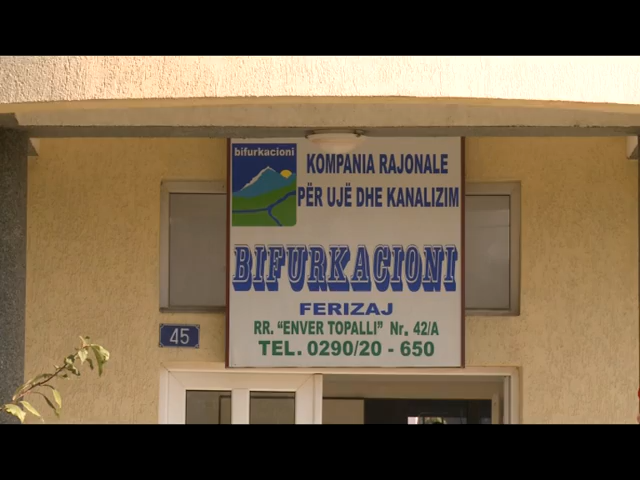 bifurkacioni
KOMPANIA RAJONALE
PËR UJË DHE KANALIZIM
BIFURKACIONI
FERIZAJ
RR. "ENVER TOPALLI" Nr. 42/A
TEL. 0290/20 - 650
45